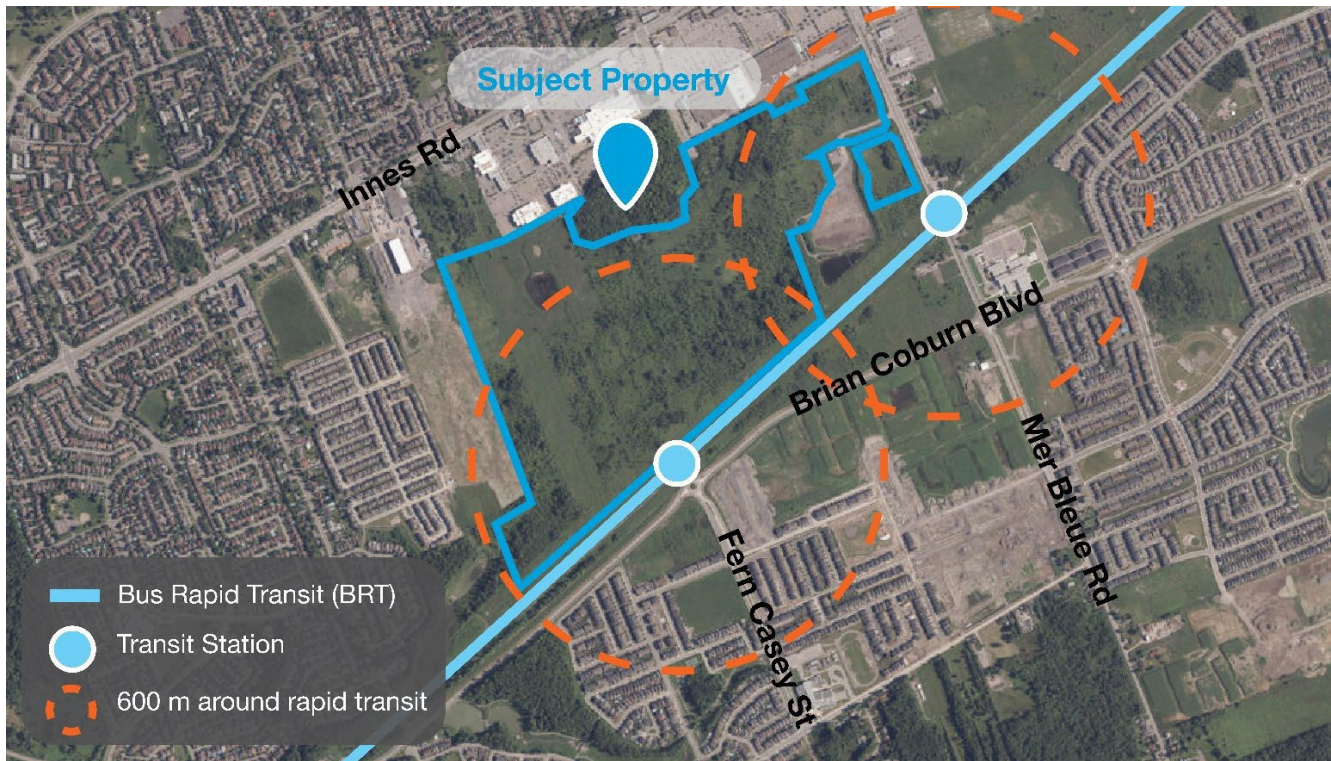 Subject Property
Innes Rd
Brian Coburn Blvd
Mer Bleue Rd
Fern Casey St
Bus Rapid Transit (BRT)
Transit Station
600 m around rapid transit